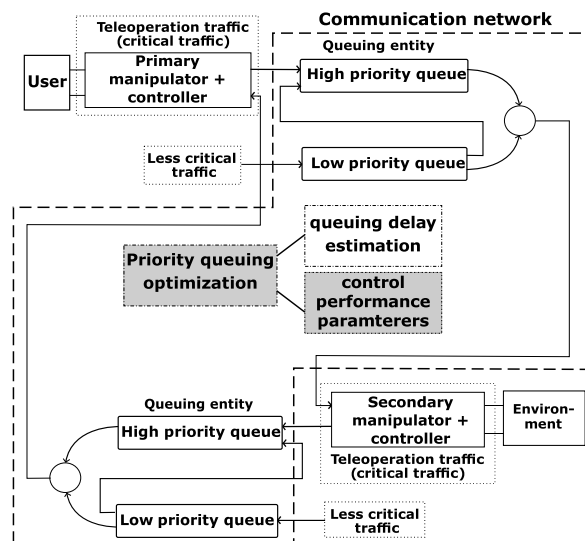 Communication network
Teleoperation traffic
(critical traffic)
User
Primary
manipulator +
controller
Queuing entity
High priority queue
Less critical
traffic
Low priority queue
Priority queuing
optimization
queuing delay
estimation
control
performance
paramterers
Queuing entity
High priority queue
Secondary
manipulator +
controller
Environ-
ment
Teleoperation traffic
(critical traffic)
Low priority queue
Less critical
traffic